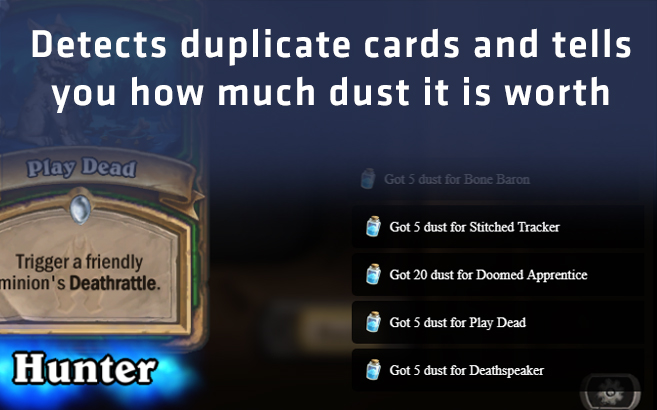 Detects duplicate cards and tells
you how much dust it is worth
Play Dead
Trigger a friendly
minion's Deathrattle.
Hunter
Got 5 dust for Bone Baron
Got 5 dust for Stitched Tracker
Got 20 dust for Doomed Apprentice
Got 5 dust for Play Dead
Got 5 dust for Deathspeaker